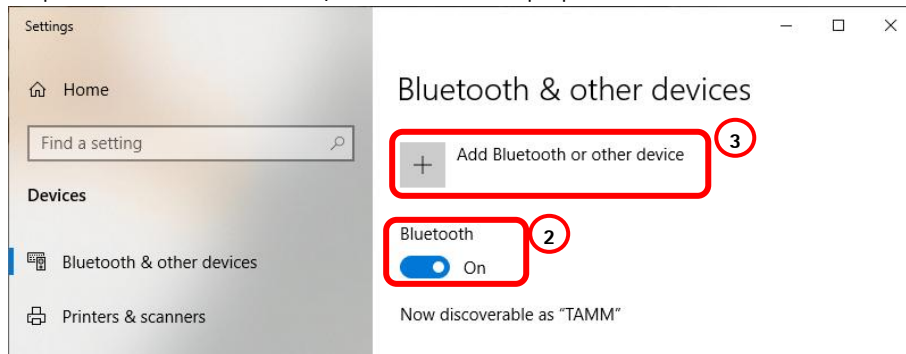 Settings
Home
Find a setting
Devices
Bluetooth & other devices
Printers & scanners
Bluetooth & other devices
Add Bluetooth or other device
3
Bluetooth
2
On
Now discoverable as “TAMM”